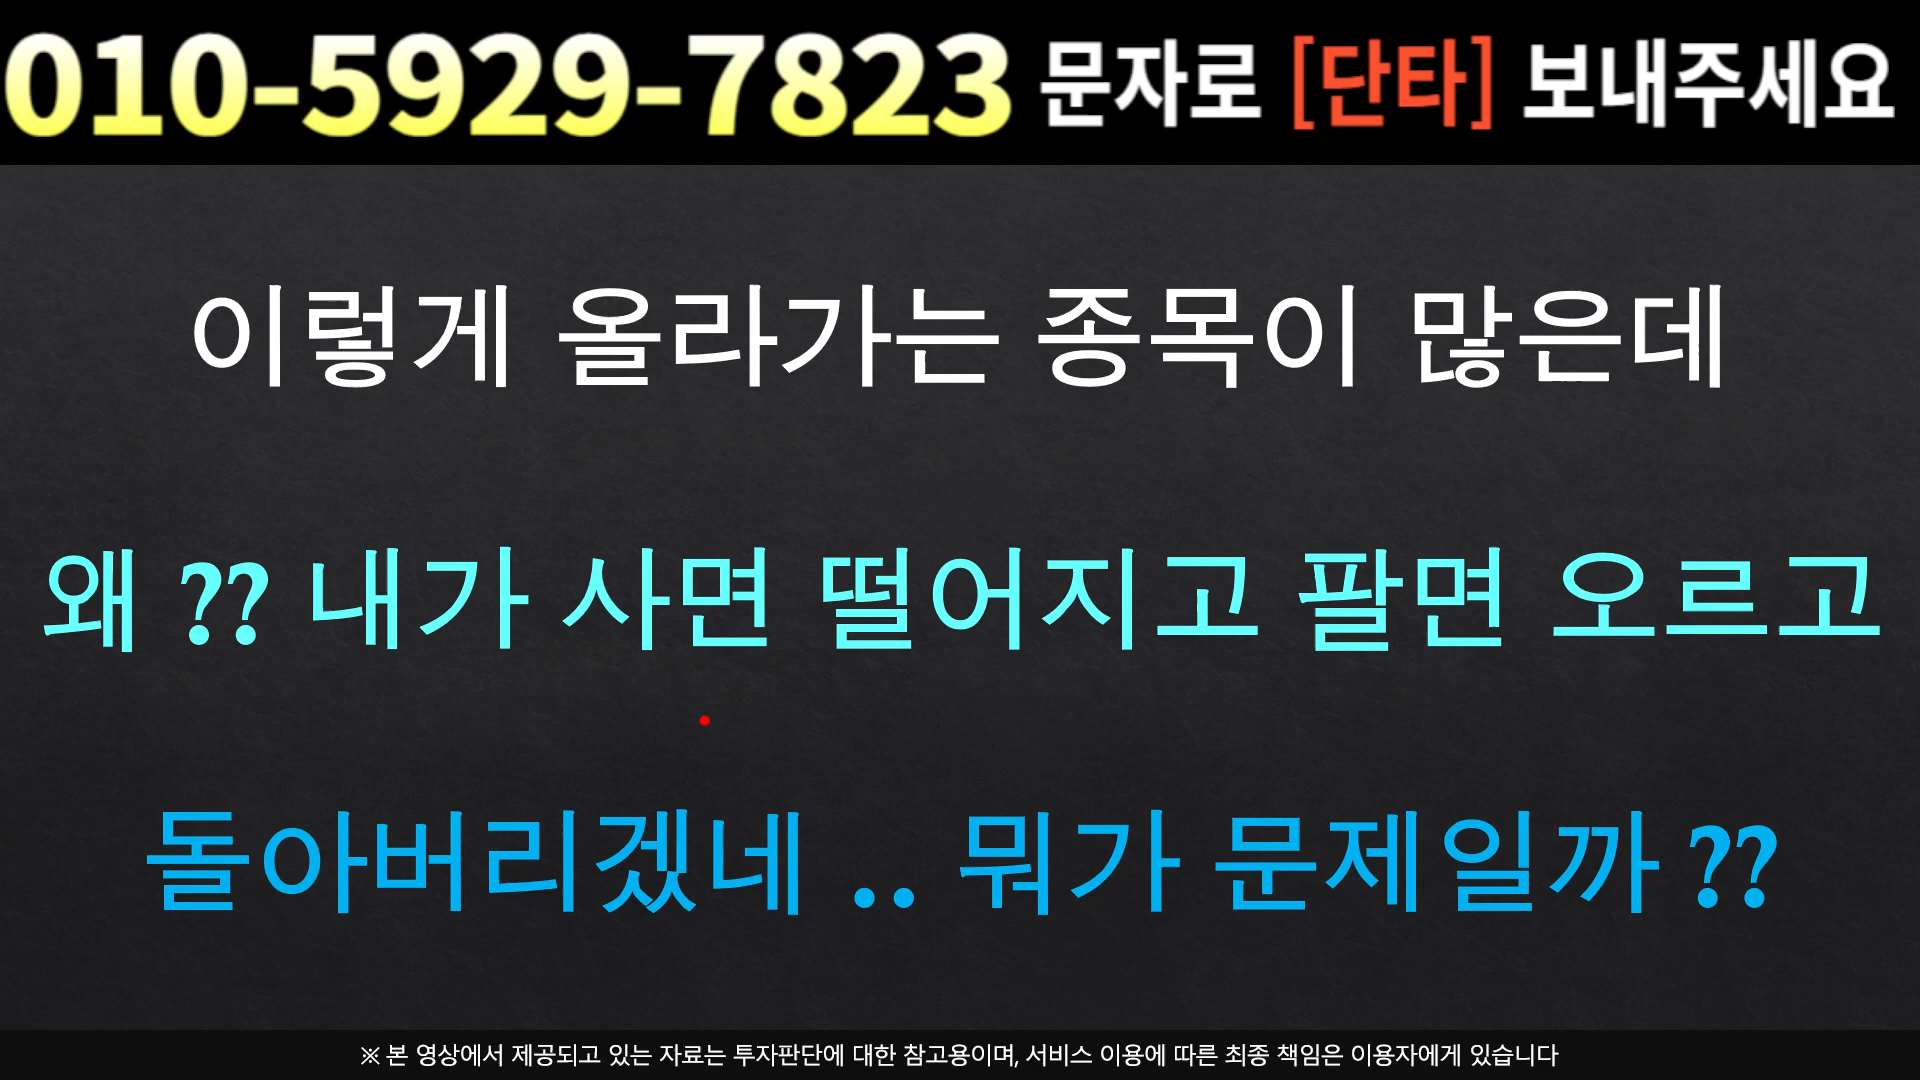 010-5929-7823 문자로 [단타] 보내주세요
이렇게 올라가는 종목이 많은데
왜 ?? 내가 사면 떨어지고 팔면 오르고
돌아버리겠네 .. 뭐가 문제일까 ??
※ 본 영상에서 제공되고 있는 자료는 투자판단에 대한 참고용이며, 서비스 이용에 따른 최종 책임은 이용자에게 있습니다